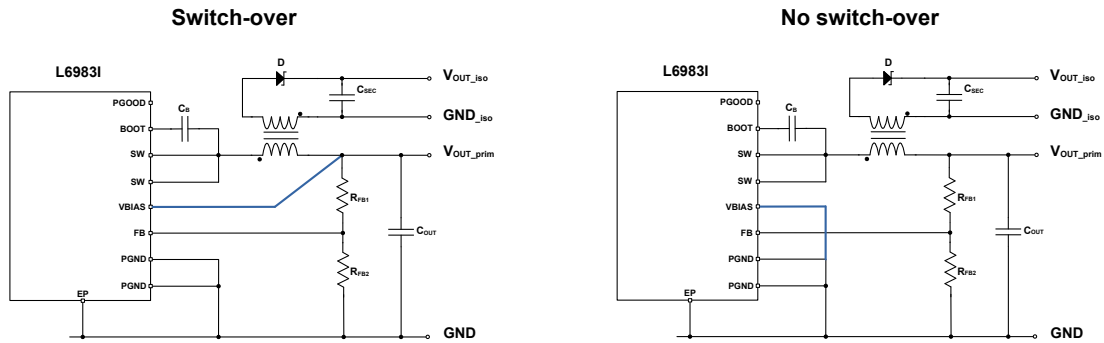 Switch-over
L6983I
PGOOD
BOOT
SW
SW
VBIAS
FB
PGND
PGND
EP
CB
D
CSEC
VOUT_iso
GND_iso
VOUT_prim
RFB1
RFB2
COUT
GND
No switch-over
L6983I
PGOOD
BOOT
SW
SW
VBIAS
FB
PGND
PGND
EP
CB
D
CSEC
VOUT_iso
GND_iso
VOUT_prim
RFB1
RFB2
COUT
GND